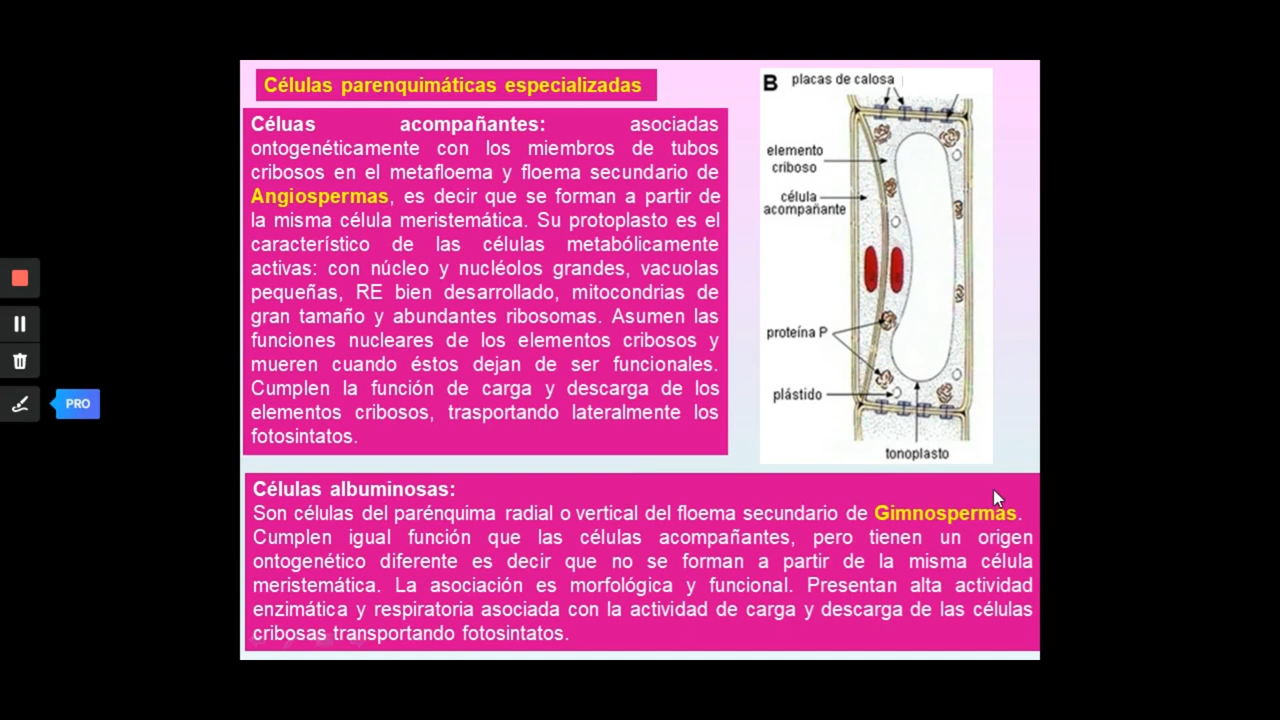 Células parenquimáticas especializadas
Céluas acompañantes: asociadas
ontogenéticamente con los miembros de tubos
cribosos en el metafloema y floema secundario de
Angiospermas, es decir que se forman a partir de
la misma célula meristemática. Su protoplasto es el
característico de las células metabólicamente
activas: con núcleo y nucléolos grandes, vacuolas
pequeñas, RE bien desarrollado, mitocondrias de
gran tamaño y abundantes ribosomas. Asumen las
funciones nucleares de los elementos cribosos y
mueren cuando éstos dejan de ser funcionales.
Cumplen la función de carga y descarga de los
elementos cribosos, trasportando lateralmente los
fotosintatos.
B
placas de calosa
elemento
criboso
célula
acompañante
proteína P
plástido
tonoplasto
PRO
Células albuminosas:
Son células del parénquima radial o vertical del floema secundario de Gimnospermas.
Cumplen igual función que las células acompañantes, pero tienen un origen
ontogenético diferente es decir que no se forman a partir de la misma célula
meristemática. La asociación es morfológica y funcional. Presentan alta actividad
enzimática y respiratoria asociada con la actividad de carga y descarga de las células
cribosas transportando fotosintatos.